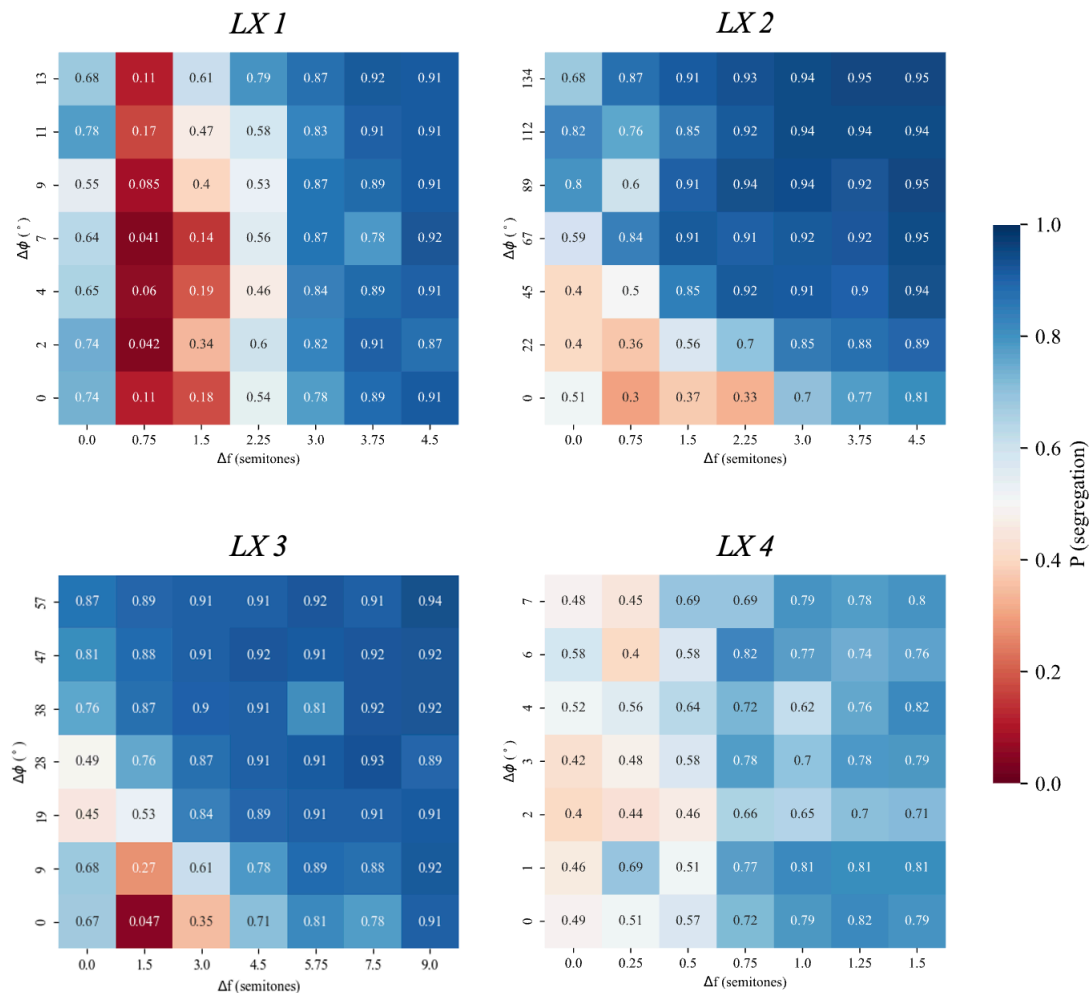 LX 1
13 0.68 0.11 0.61 0.79 0.87 0.92 0.91
11 0.78 0.17 0.47 0.58 0.83 0.91 0.91
9 0.55 0.085 0.4 0.53 0.87 0.89 0.91
7 0.64 0.041 0.14 0.56 0.87 0.78 0.92
4 0.65 0.06 0.19 0.46 0.84 0.89 0.91
2 0.74 0.042 0.34 0.6 0.82 0.91 0.87
0 0.74 0.11 0.18 0.54 0.78 0.89 0.91
0.0 0.75 1.5 2.25 3.0 3.75 4.5
Δϕ (°)
Δf (semitones)
LX 2
134 0.68 0.87 0.91 0.93 0.94 0.95 0.95
112 0.82 0.76 0.85 0.92 0.94 0.94 0.94
89 0.8 0.6 0.91 0.94 0.94 0.92 0.95
67 0.59 0.84 0.91 0.91 0.92 0.92 0.95
45 0.4 0.5 0.85 0.92 0.91 0.9 0.94
22 0.4 0.36 0.56 0.7 0.85 0.88 0.89
0 0.51 0.3 0.37 0.33 0.7 0.77 0.81
0.0 0.75 1.5 2.25 3.0 3.75 4.5
Δϕ (°)
Δf (semitones)
LX 3
57 0.87 0.89 0.91 0.91 0.92 0.91 0.94
47 0.81 0.88 0.91 0.92 0.91 0.92 0.92
38 0.76 0.87 0.9 0.91 0.81 0.92 0.92
28 0.49 0.76 0.87 0.91 0.91 0.93 0.89
19 0.45 0.53 0.84 0.89 0.91 0.91 0.91
9 0.68 0.27 0.61 0.78 0.89 0.88 0.92
0 0.67 0.047 0.35 0.71 0.81 0.78 0.91
0.0 1.5 3.0 4.5 5.75 7.5 9.0
Δϕ (°)
Δf (semitones)
LX 4
7 0.48 0.45 0.69 0.69 0.79 0.78 0.8
6 0.58 0.4 0.58 0.82 0.77 0.74 0.76
4 0.52 0.56 0.64 0.72 0.62 0.76 0.82
3 0.42 0.48 0.58 0.78 0.7 0.78 0.79
2 0.4 0.44 0.46 0.66 0.65 0.7 0.71
1 0.46 0.69 0.51 0.77 0.81 0.81 0.81
0 0.49 0.51 0.57 0.72 0.79 0.82 0.79
0.0 0.25 0.5 0.75 1.0 1.25 1.5
Δϕ (°)
Δf (semitones)
1.0
0.8
0.6
0.4
0.2
0.0
P (segregation)